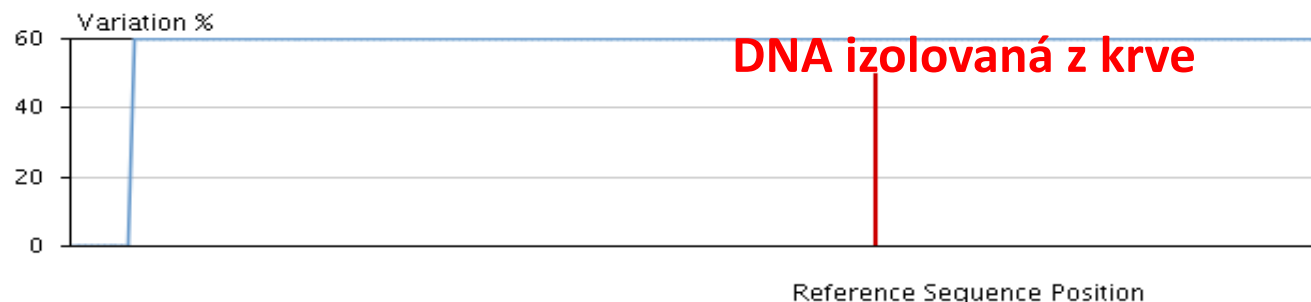 Variation %
60
DNA izolovaná z krve
40
20
0
Reference Sequence Position